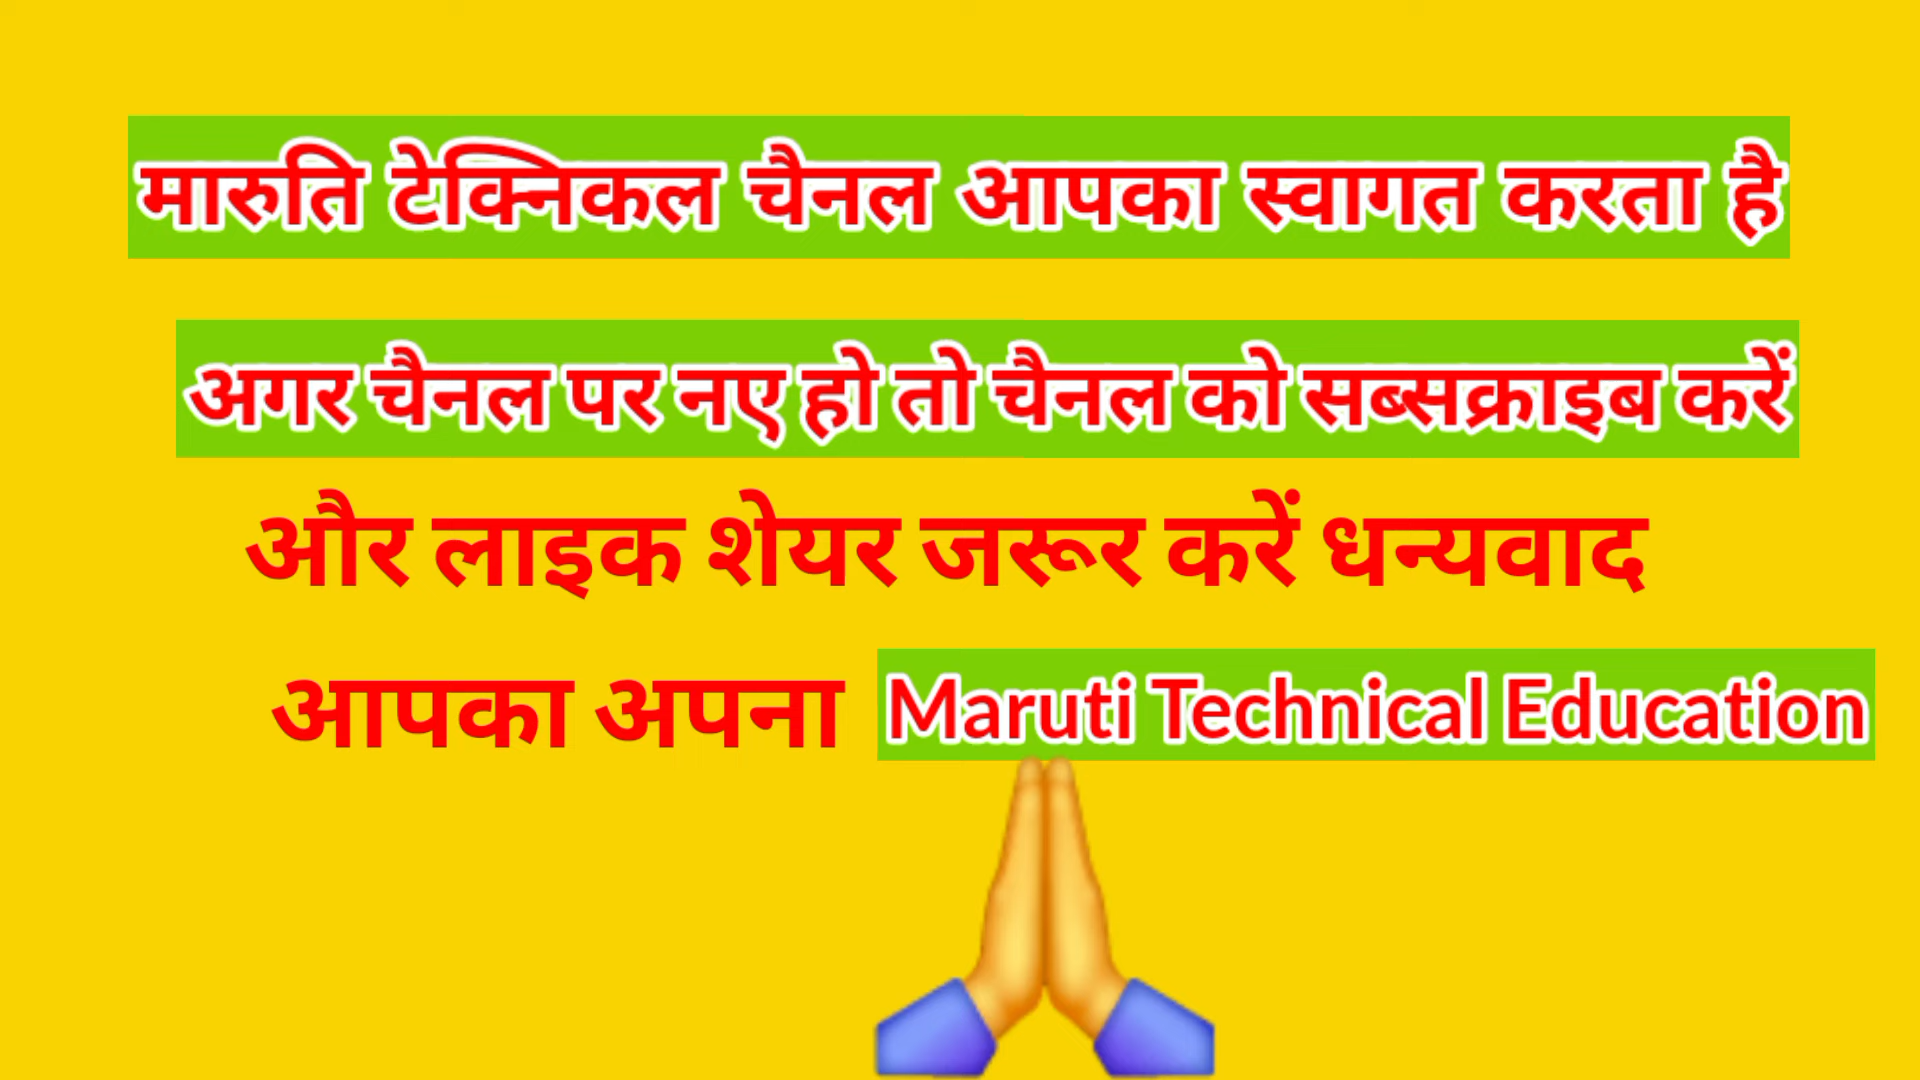 मारुति टेक्निकल चैनल आपका स्वागत करता है
अगर चैनल पर नए हो तो चैनल को सब्सक्राइब करें
और लाइक शेयर जरूर करें धन्यवाद
आपका अपना Maruti Technical Education